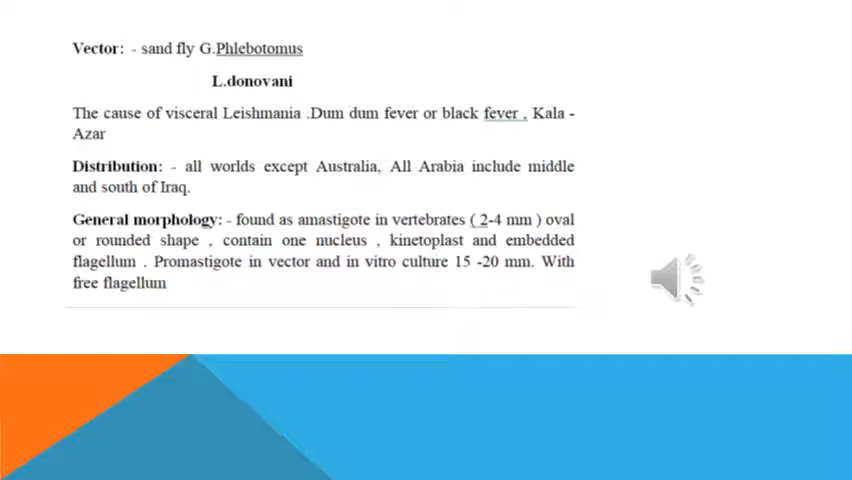 Vector: - sand fly G.Phlebotomus
L.donovani
The cause of visceral Leishmania .Dum dum fever or black fever , Kala -
Azar
Distribution: - all worlds except Australia, All Arabia include middle
and south of Iraq.
General morphology: - found as amastigote in vertebrates ( 2-4 mm ) oval
or rounded shape , contain one nucleus , kinetoplast and embedded
flagellum . Promastigote in vector and in vitro culture 15 -20 mm. With
free flagellum